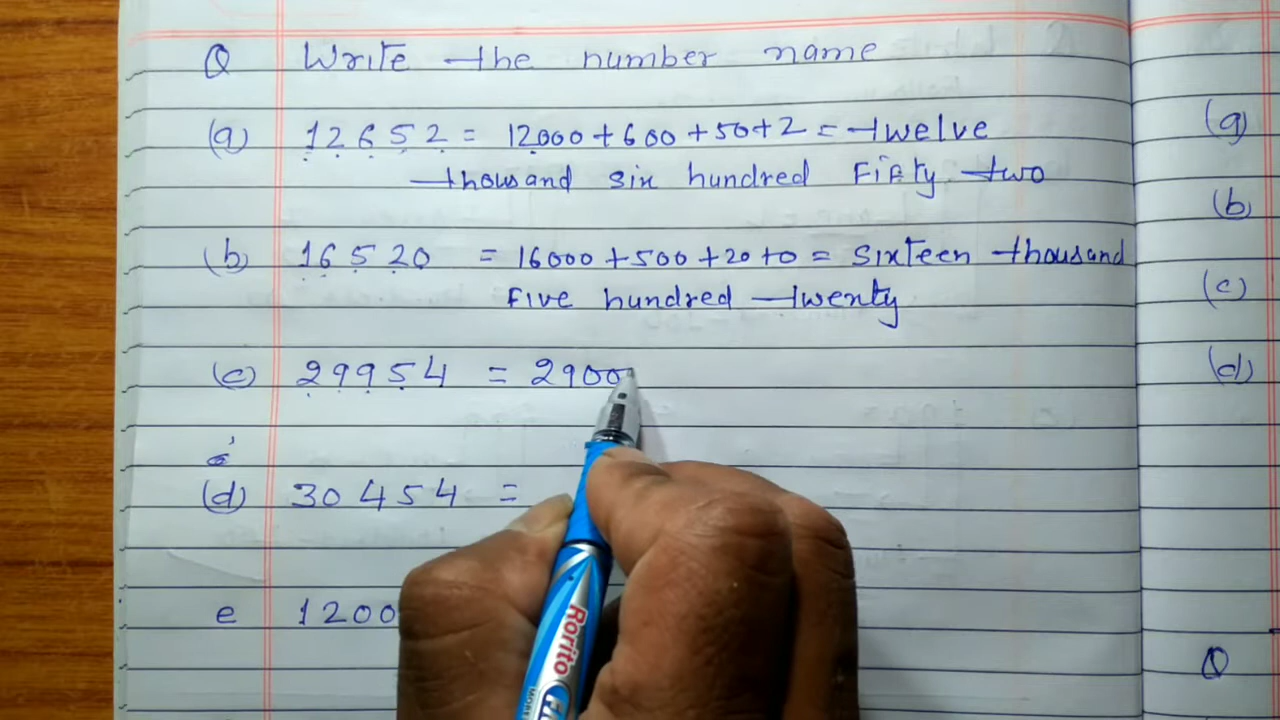 Q Write the number name
(a) 12652 = 12000+600+50+2 = twelve
thousand six hundred Fifty two
(b) 16520 = 16000+500+20+0 = sixteen thousand
Five hundred twenty
(c) 29954 = 2900
(d) 30454 =
e 1200
Rorito
(g)
(b)
(c)
(d)
Q